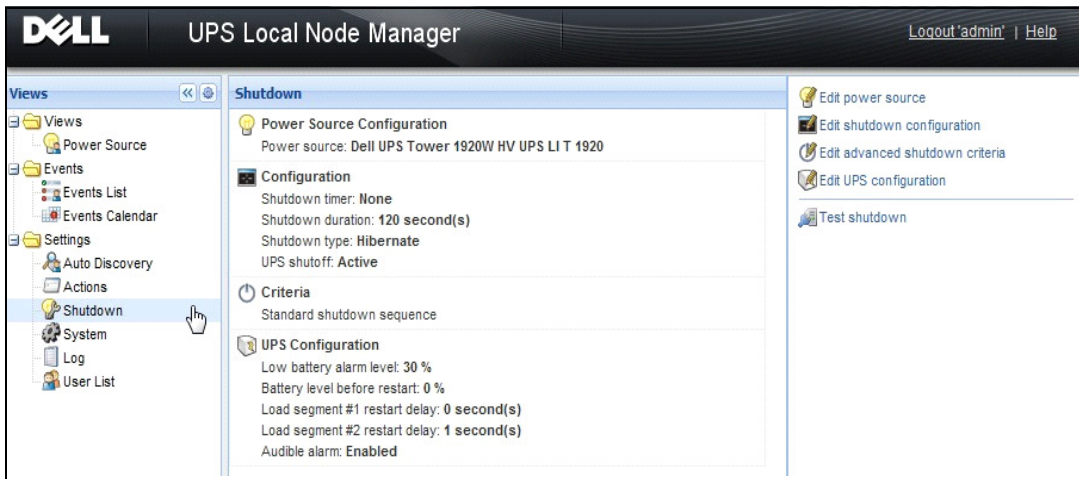 DELL
UPS Local Node Manager
Logout 'admin' | Help
Views
Views
Power Source
Events
Events List
Events Calendar
Settings
Auto Discovery
Actions
Shutdown
System
Log
User List
Shutdown
Power Source Configuration
Power source: Dell UPS Tower 1920W HV UPS LI T 1920
Configuration
Shutdown timer: None
Shutdown duration: 120 second(s)
Shutdown type: Hibernate
UPS shutoff: Active
Criteria
Standard shutdown sequence
UPS Configuration
Low battery alarm level: 30 %
Battery level before restart: 0 %
Load segment #1 restart delay: 0 second(s)
Load segment #2 restart delay: 1 second(s)
Audible alarm: Enabled
Edit power source
Edit shutdown configuration
Edit advanced shutdown criteria
Edit UPS configuration
Test shutdown